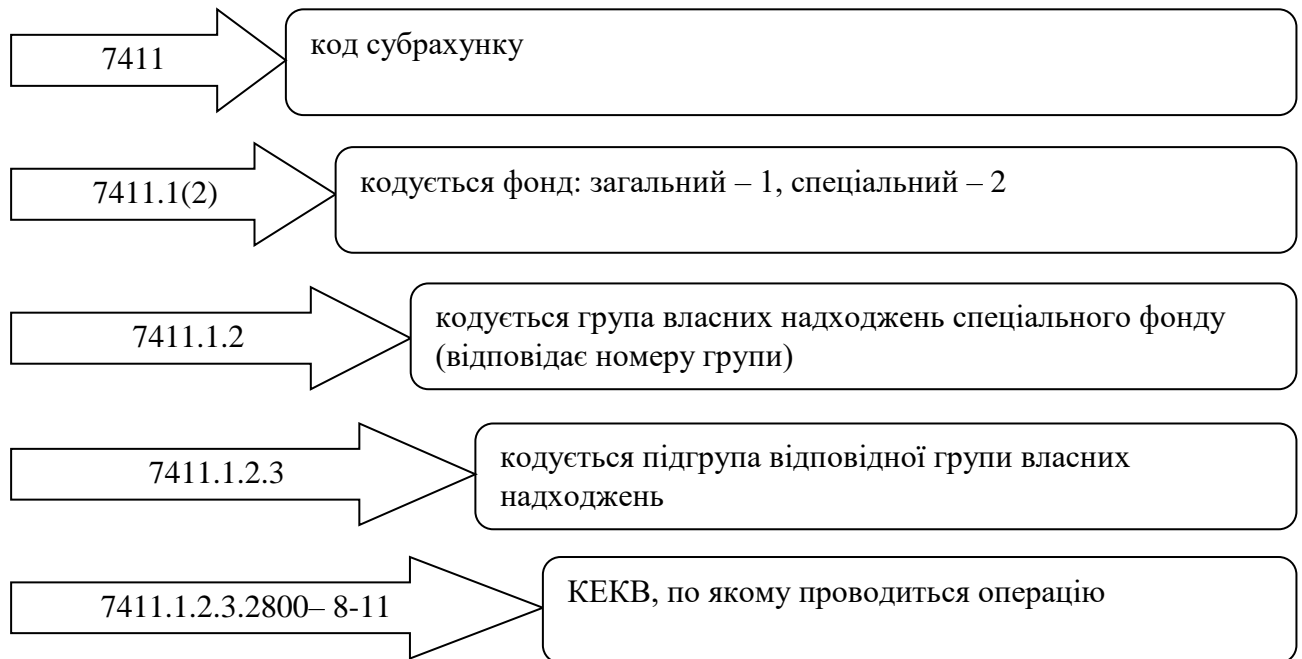 7411
код субрахунку
7411.1(2)
кодується фонд: загальний – 1, спеціальний – 2
7411.1.2
кодується група власних надходжень спеціального фонду
(відповідає номеру групи)
7411.1.2.3
кодується підгрупа відповідної групи власних
надходжень
7411.1.2.3.2800– 8-11
КЕКВ, по якому проводиться операцію